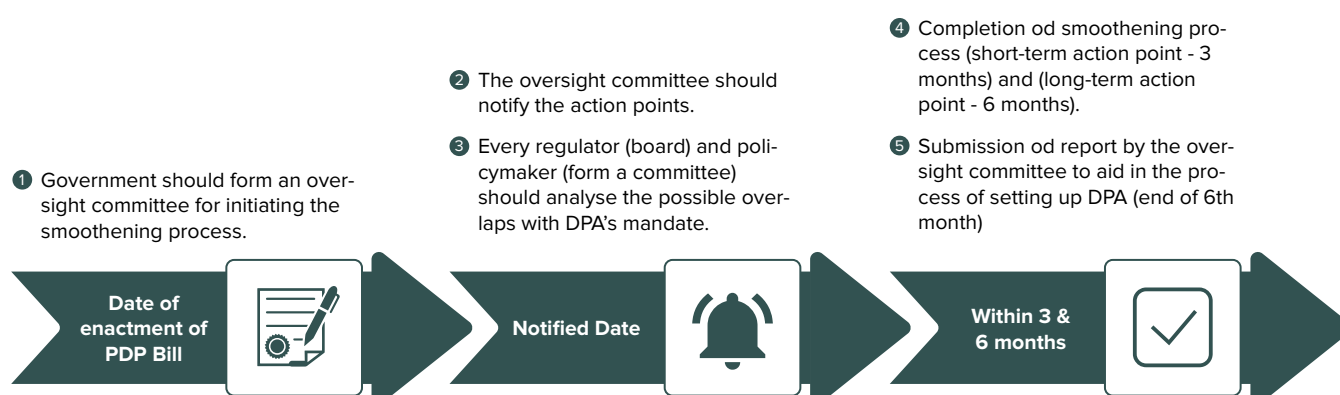 1 Government should form an over-
sight committee for initiating the
smoothening process.
Date of
enactment of
PDP Bill
2 The oversight committee should
notify the action points.
3 Every regulator (board) and poli-
cymaker (form a committee)
should analyse the possible over-
laps with DPA’s mandate.
Notified Date
4 Completion od smoothening pro-
cess (short-term action point - 3
months) and (long-term action
point - 6 months).
5 Submission od report by the over-
sight committee to aid in the pro-
cess of setting up DPA (end of 6th
month)
Within 3 &
6 months